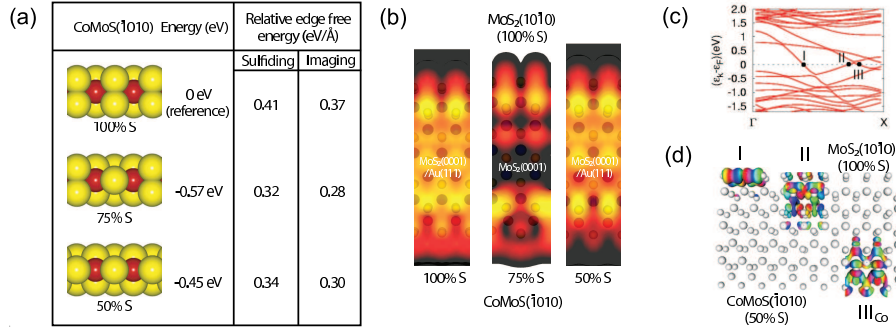 (a)
CoMoS(1̄010) Energy (eV)
Relative edge free
energy (eV/Å)
Sulfiding Imaging
0 eV
(reference)
0.41 0.37
100% S
-0.57 eV 0.32 0.28
75% S
-0.45 eV 0.34 0.30
50% S
(b)
MoS2(101̄0)
(100% S)
MoS2(0001)
/Au(111)
MoS2(0001)
MoS2(0001)
/Au(111)
100% S 75% S 50% S
CoMoS(1̄010)
(c)
(εk-εF)(eV)
2.0
1.5
1.0
0.5
0
-0.5
-1.0
-1.5
I II
III
Γ X
(d)
I II MoS2(101̄0)
(100% S)
CoMoS(1̄010)
(50% S)
IIICo